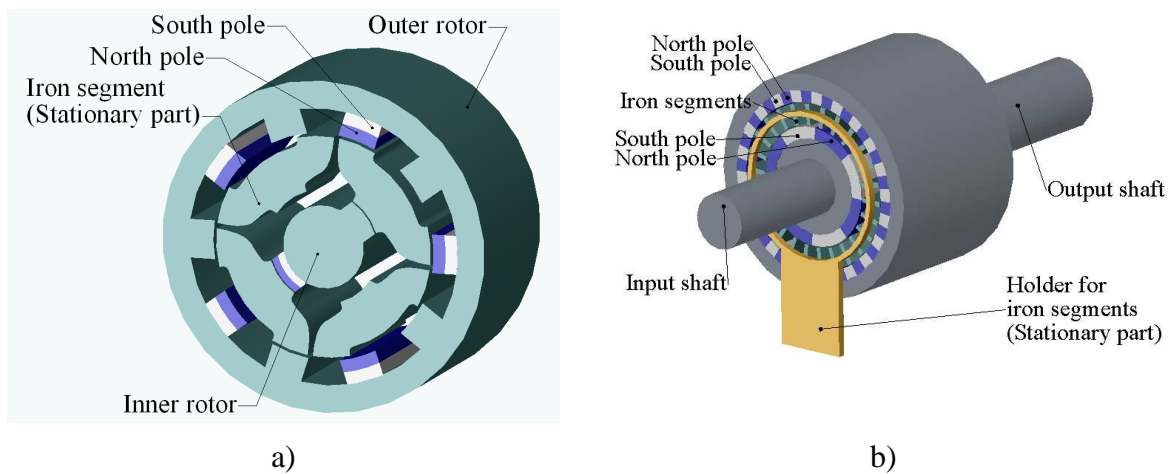 South pole
Outer rotor
North pole
Iron segment
(Stationary part)
Inner rotor
a)
North pole
South pole
Iron segments
South pole
North pole
Output shaft
Input shaft
Holder for
iron segments
(Stationary part)
b)